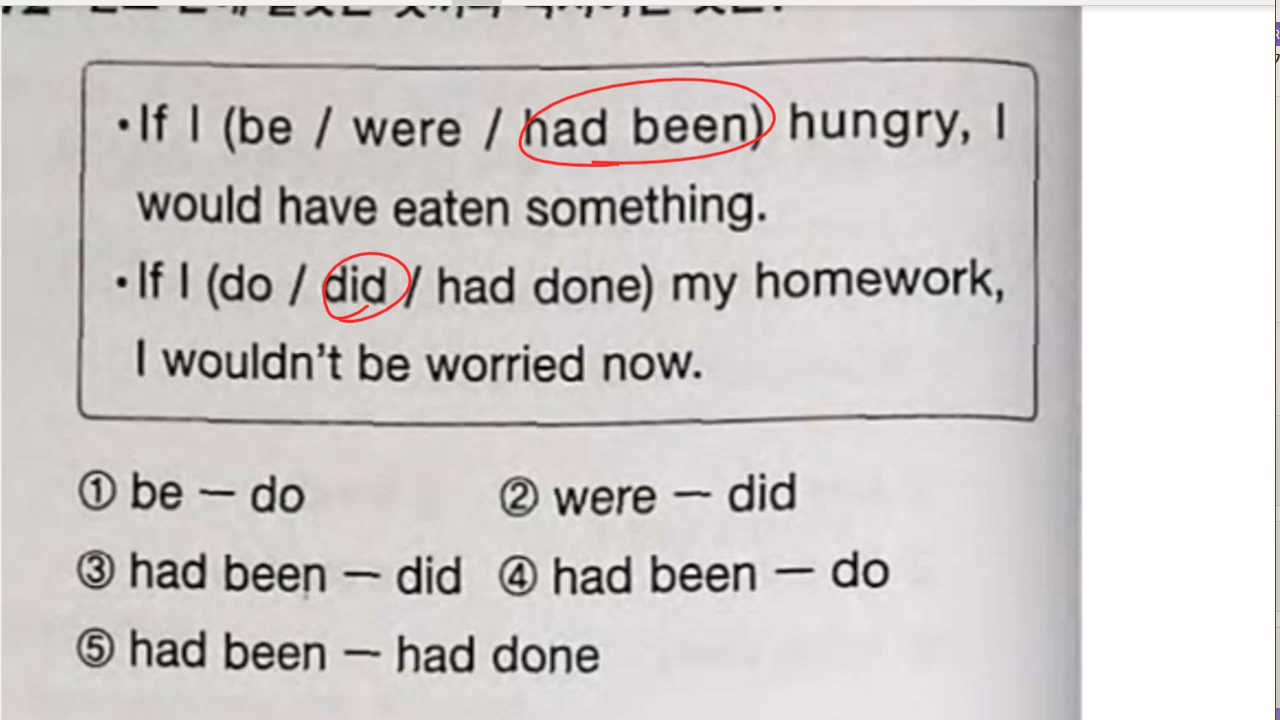 •If I (be / were / had been) hungry, I
would have eaten something.
•If I (do / did / had done) my homework,
I wouldn't be worried now.
① be – do ② were – did
③ had been – did ④ had been – do
⑤ had been – had done